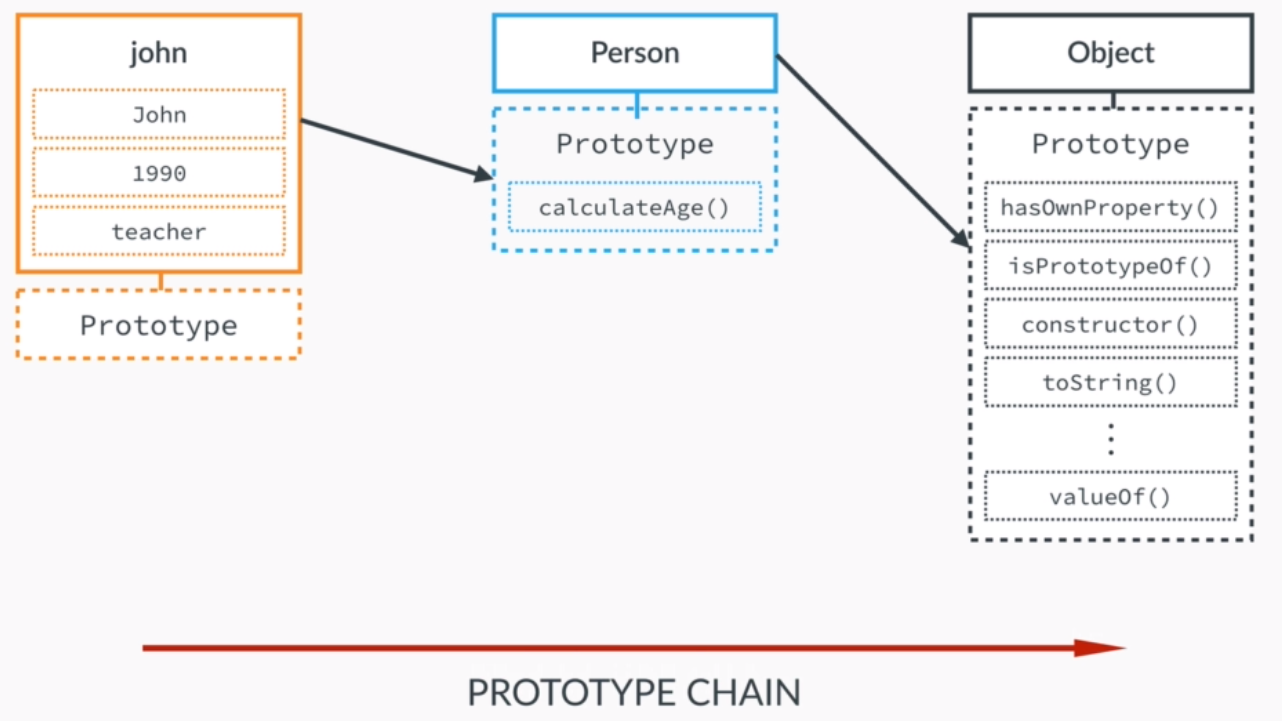 john
John
1990
teacher
Prototype
Person
Prototype
calculateAge()
Object
Prototype
hasOwnProperty()
isPrototypeOf()
constructor()
toString()
valueOf()
PROTOTYPE CHAIN